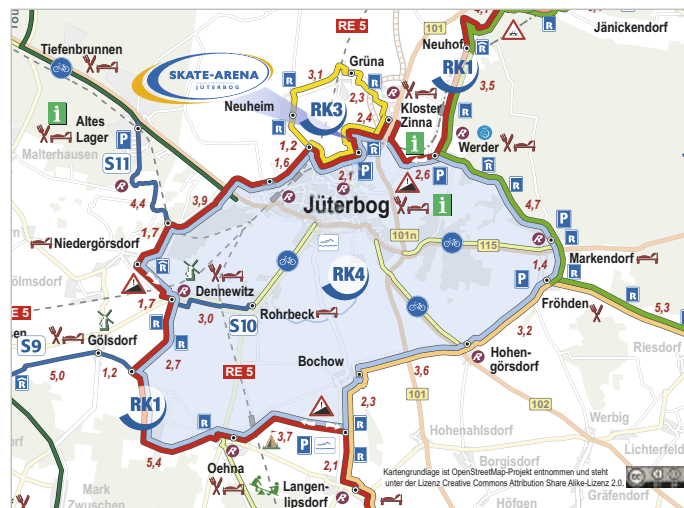 RE 5
4,1
Jänickendorf
Neuhof
Tiefenbrunnen
Grüna
R
3,1
SKATE-ARENA
JÜTERBOG
RK1
3,5
2,3
Neuheim
RK3
Kloster
Zinna
2,4
i
Altes
Lager
P
Malterhausen
S11
1,2
1,6
2,1
i
2,6
Werder
4,4
3,9
Jüterbog
i
4,7
P
1,7
101n
115
Niedergörsdorf
Markendorf
RK4
1,4
P
Fröhden
Dennewitz
1,7
3,0
S10
Rohrbeck
5,3
RE 5
S9
Gölsdorf
3,2
Riesdorf
5,0
1,2
2,7
Bochow
Hohen-
görsdorf
3,6
RE 5
101
102
RK1
2,3
Werbig
Hohenahlsdorf
101
Lichterfeld
5,4
3,7
P
Oehna
2,1
Borgisdorf
Kartengrundlage ist OpenStreetMap-Projekt entnommen und steht
unter der Lizenz Creative Commons Attribution Share Alike-Lizenz 2.0.
Mark
Zwuschen
Langen-
lipsdorf
Höfgen
Gräfendorf